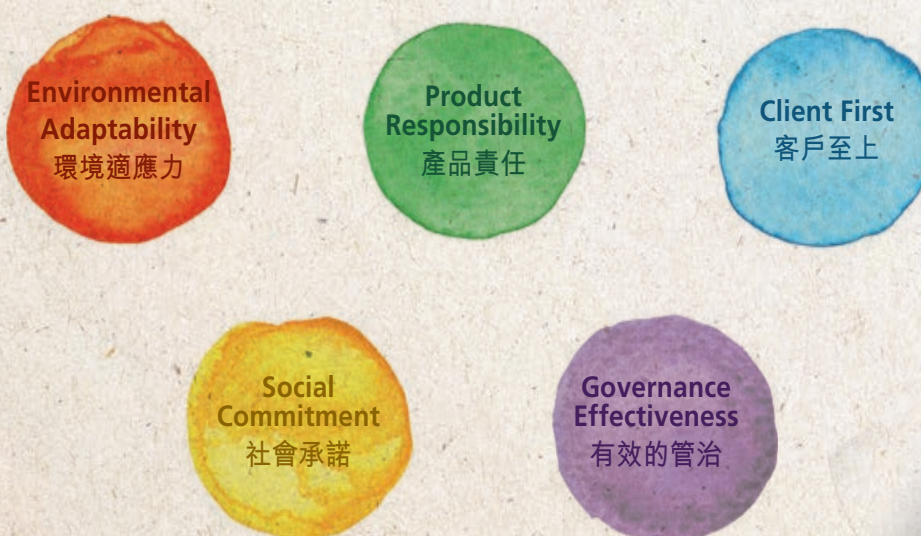 Environmental
Adaptability
環境適應力
Product
Responsibility
產品責任
Client First
客戶至上
Social
Commitment
社會承諾
Governance
Effectiveness
有效的管治